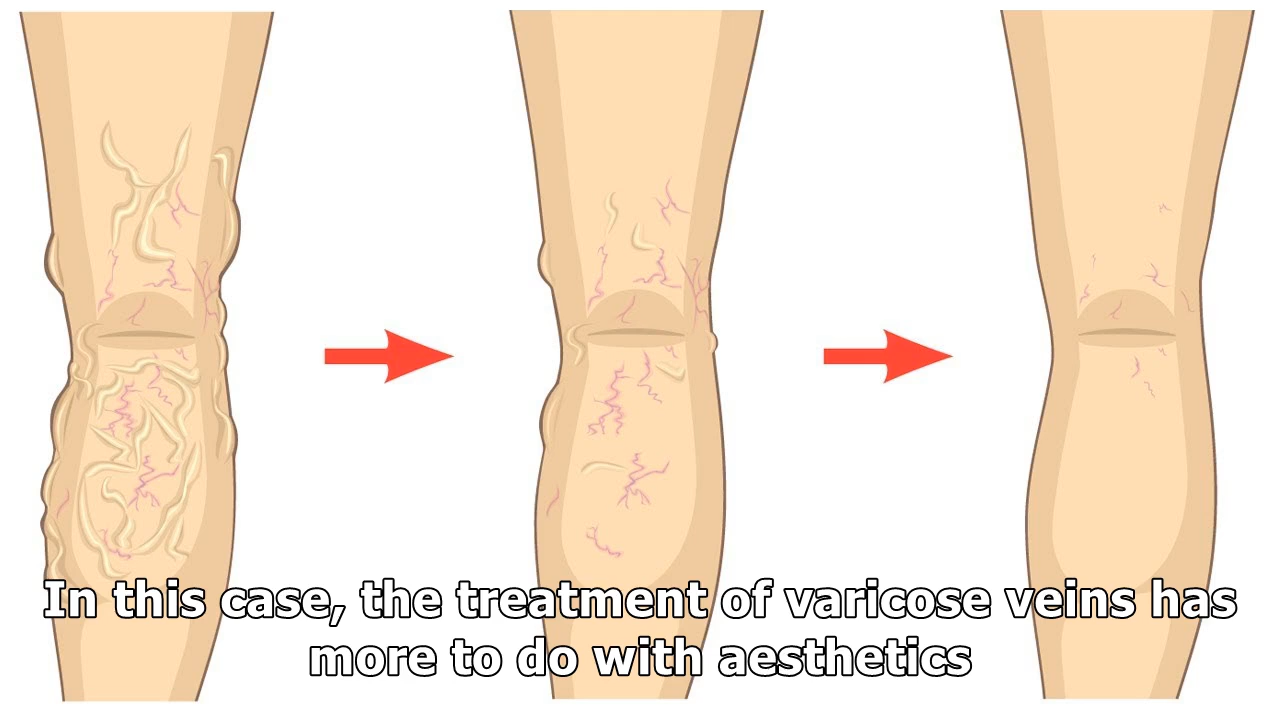 In this case, the treatment of varicose veins has
more to do with aesthetics